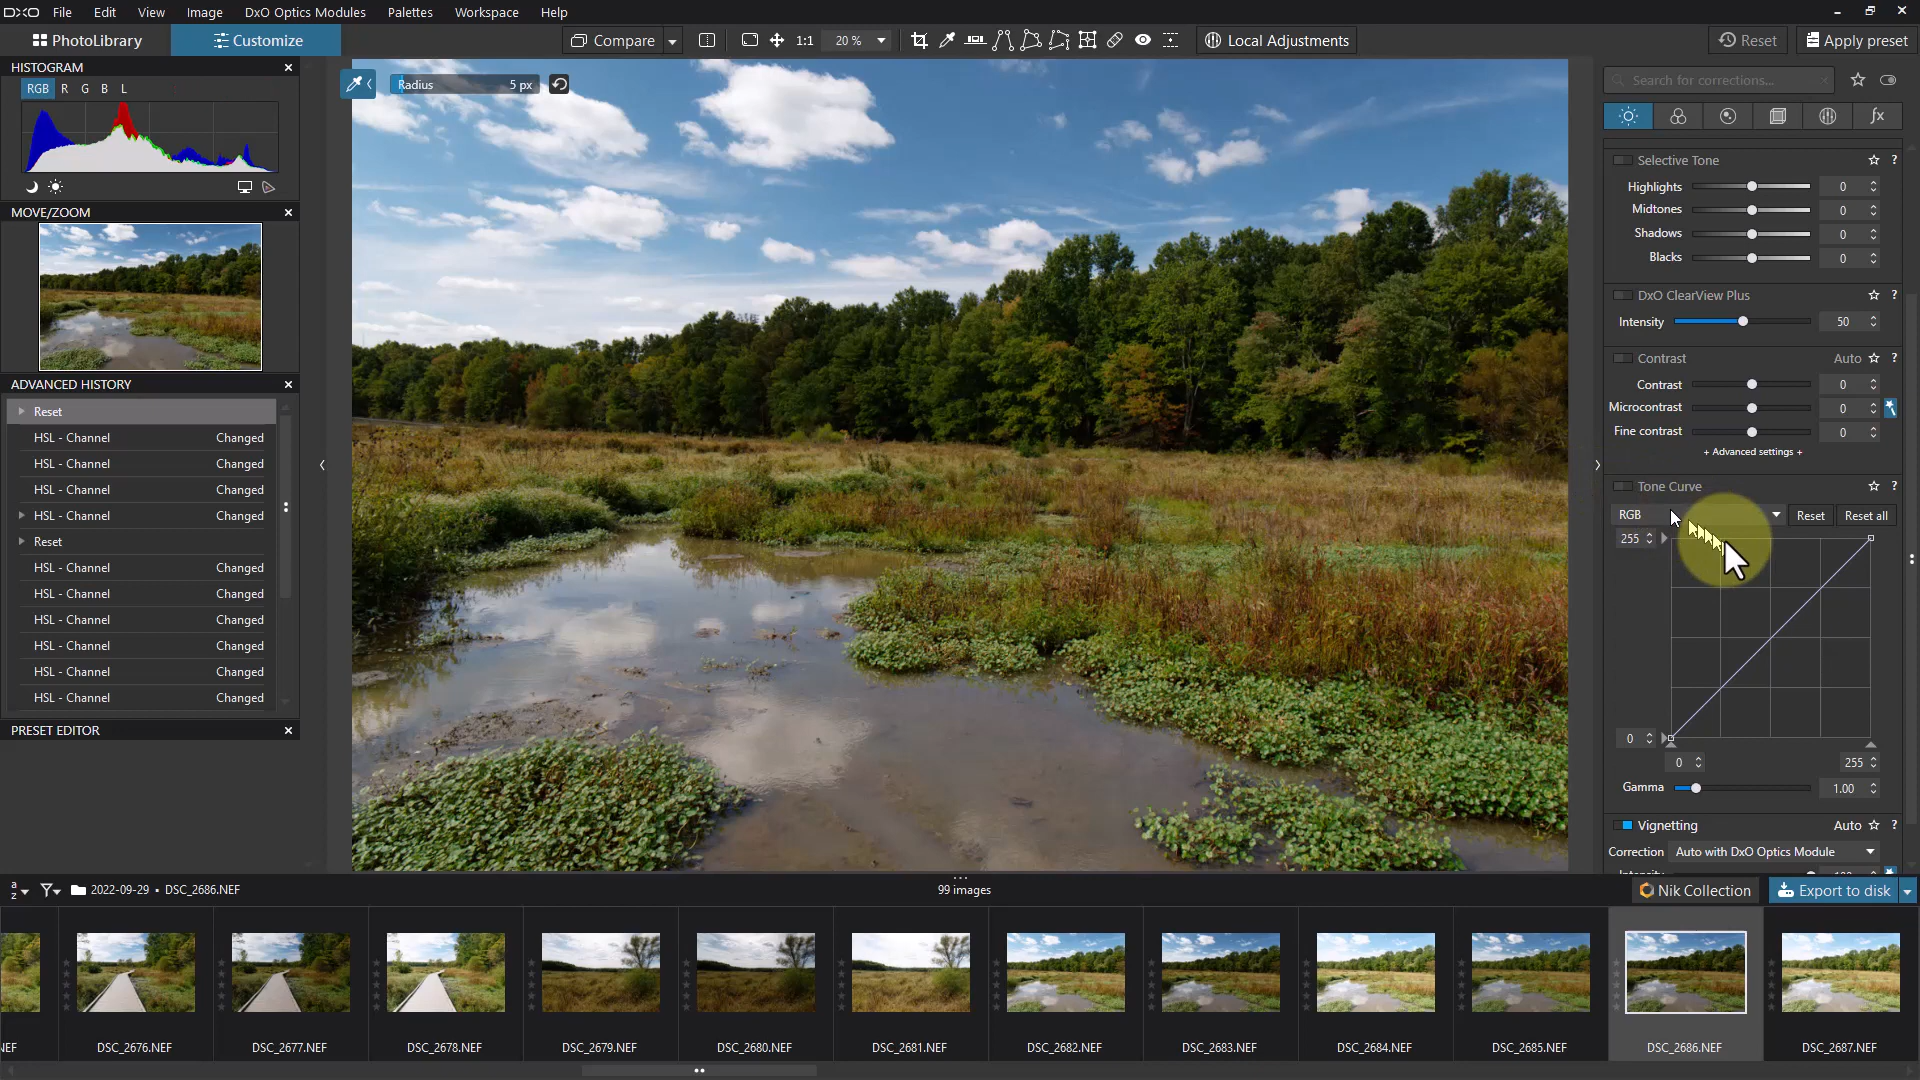 DXO File Edit View Image DxO Optics Modules Palettes Workspace Help
PhotoLibrary Customize Compare 1:1 20 % Local Adjustments Reset Apply preset
HISTOGRAM
RGB R G B L
MOVE/ZOOM
ADVANCED HISTORY
Reset
HSL - Channel Changed
HSL - Channel Changed
HSL - Channel Changed
HSL - Channel Changed
Reset
HSL - Channel Changed
HSL - Channel Changed
HSL - Channel Changed
HSL - Channel Changed
HSL - Channel Changed
HSL - Channel Changed
PRESET EDITOR
Radius 5 px
Search for corrections...
fx
Selective Tone ?
Highlights 0
Midtones 0
Shadows 0
Blacks 0
DxO ClearView Plus ?
Intensity 50
Contrast Auto ?
Contrast 0
Microcontrast 0
Fine contrast 0
+ Advanced settings +
Tone Curve ?
RGB Reset Reset all
255
0
0 255
Gamma 1.00
Vignetting Auto ?
Correction Auto with DxO Optics Module
a z 2022-09-29 • DSC_2686.NEF 99 images Nik Collection Export to disk
NEF DSC_2676.NEF DSC_2677.NEF DSC_2678.NEF DSC_2679.NEF DSC_2680.NEF DSC_2681.NEF DSC_2682.NEF DSC_2683.NEF DSC_2684.NEF DSC_2685.NEF DSC_2686.NEF DSC_2687.NEF